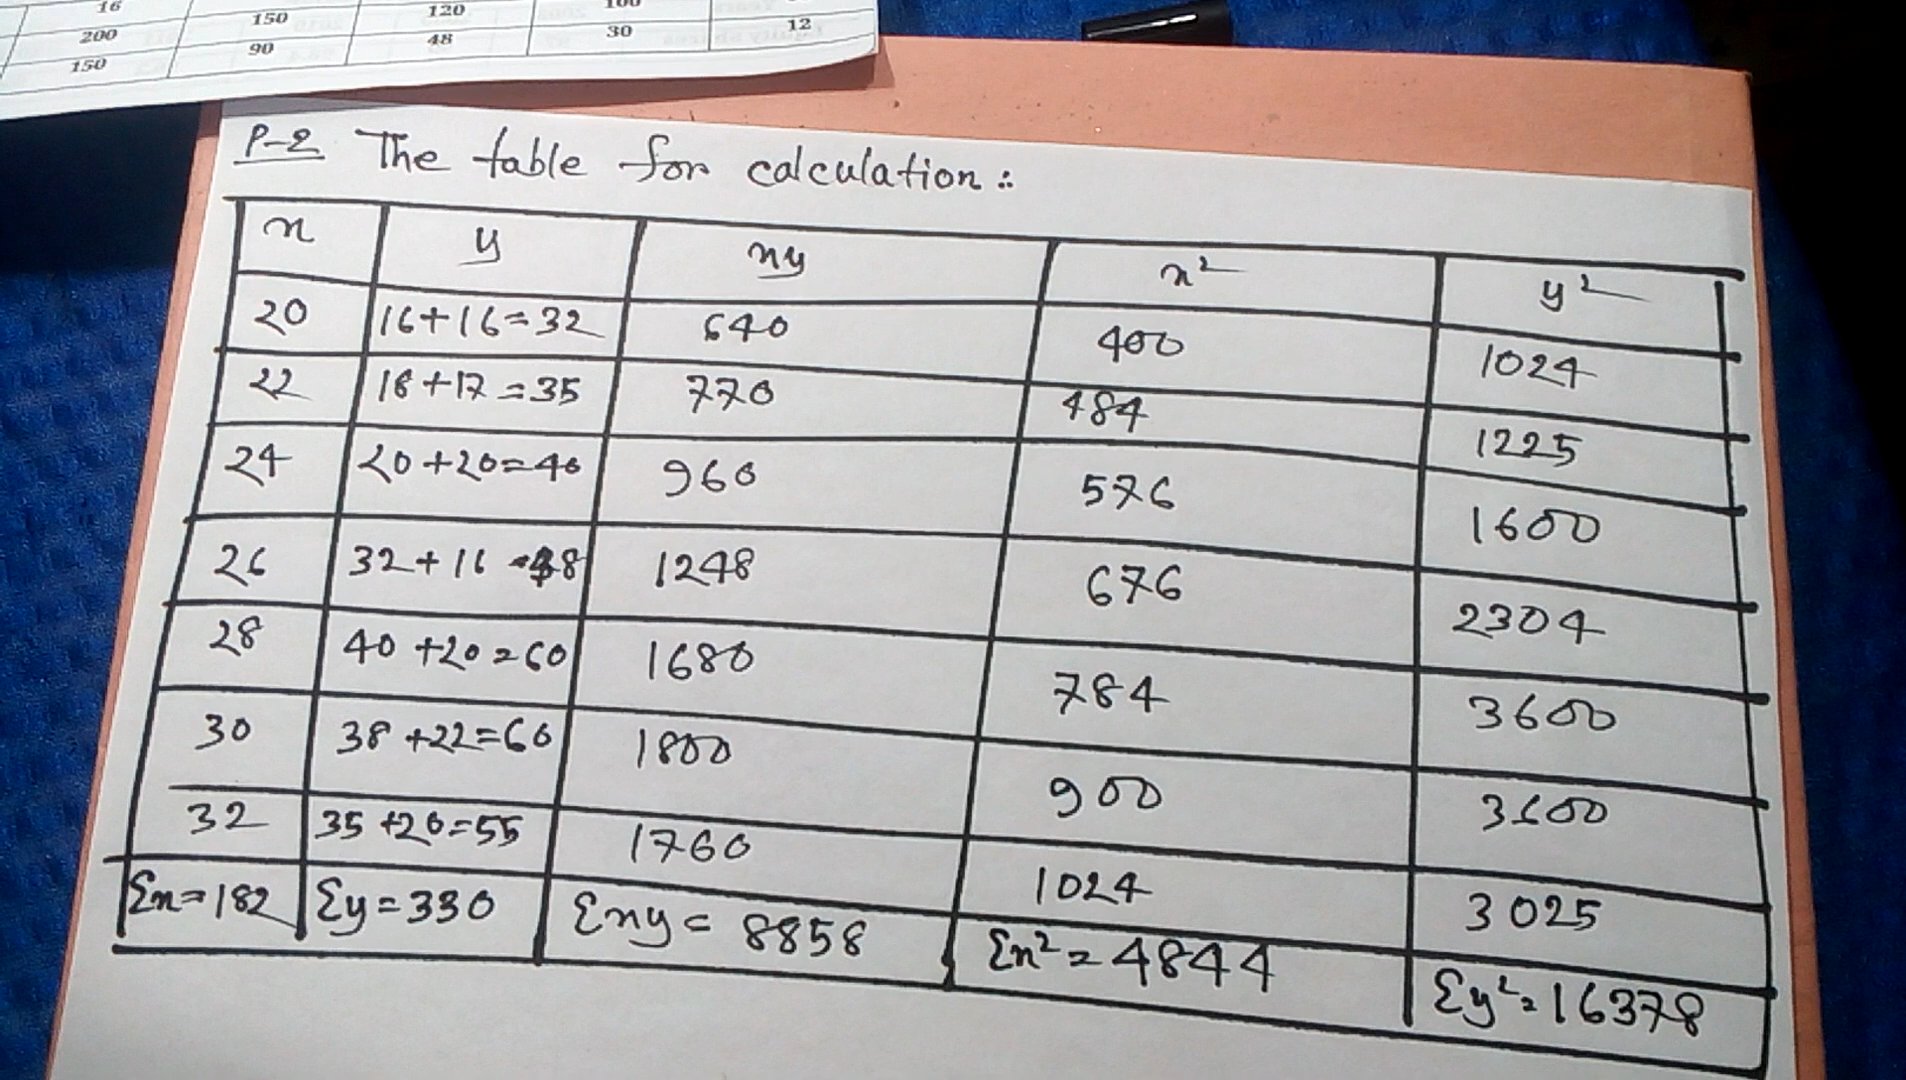 16 150 120 100
200 90 48 30 12
150
P-2 The table for calculation :
x y xy x² y²
20 16+16=32 640 400 1024
22 18+17=35 770 484 1225
24 20+20=40 960 576 1600
26 32+16=48 1248 676 2304
28 40+20=60 1680 784 3600
30 38+22=60 1800 900 3600
32 35+20=55 1760 1024 3025
Σx=182 Σy=330 Σxy= 8858 Σx²=4844 Σy²=16378